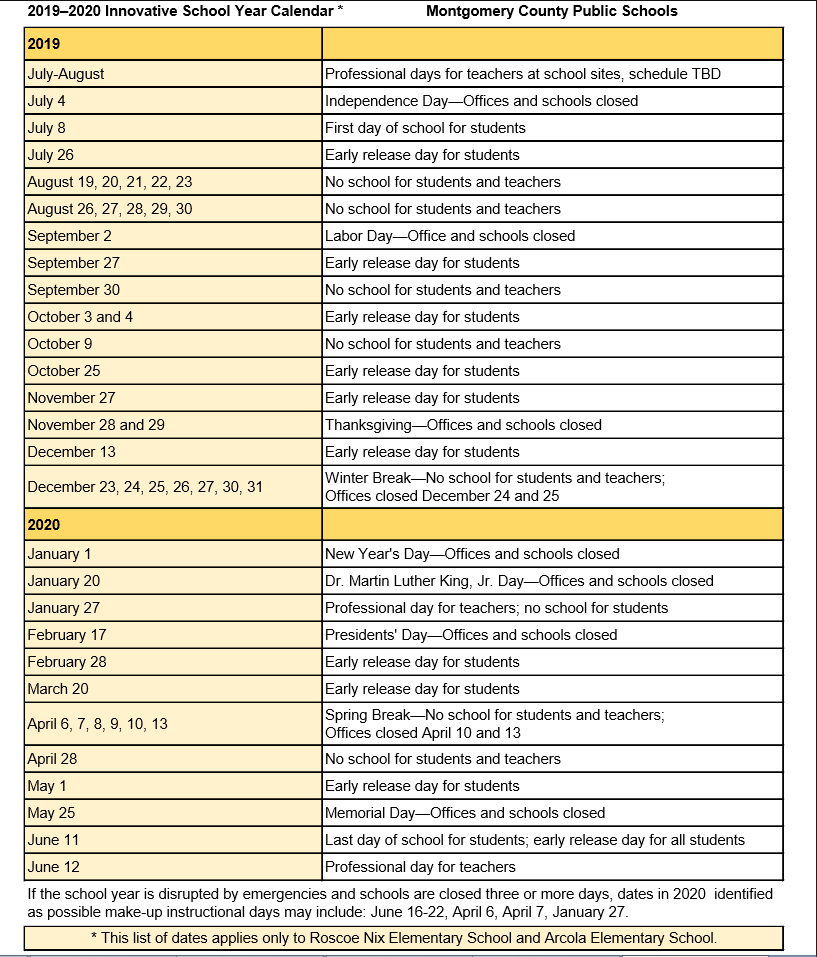 2019–2020 Innovative School Year Calendar * Montgomery County Public Schools
2019
July-August Professional days for teachers at school sites, schedule TBD
July 4 Independence Day—Offices and schools closed
July 8 First day of school for students
July 26 Early release day for students
August 19, 20, 21, 22, 23 No school for students and teachers
August 26, 27, 28, 29, 30 No school for students and teachers
September 2 Labor Day—Office and schools closed
September 27 Early release day for students
September 30 No school for students and teachers
October 3 and 4 Early release day for students
October 9 No school for students and teachers
October 25 Early release day for students
November 27 Early release day for students
November 28 and 29 Thanksgiving—Offices and schools closed
December 13 Early release day for students
December 23, 24, 25, 26, 27, 30, 31 Winter Break—No school for students and teachers;
Offices closed December 24 and 25
2020
January 1 New Year's Day—Offices and schools closed
January 20 Dr. Martin Luther King, Jr. Day—Offices and schools closed
January 27 Professional day for teachers; no school for students
February 17 Presidents' Day—Offices and schools closed
February 28 Early release day for students
March 20 Early release day for students
April 6, 7, 8, 9, 10, 13 Spring Break—No school for students and teachers;
Offices closed April 10 and 13
April 28 No school for students and teachers
May 1 Early release day for students
May 25 Memorial Day—Offices and schools closed
June 11 Last day of school for students; early release day for all students
June 12 Professional day for teachers
If the school year is disrupted by emergencies and schools are closed three or more days, dates in 2020 identified
as possible make-up instructional days may include: June 16-22, April 6, April 7, January 27.
* This list of dates applies only to Roscoe Nix Elementary School and Arcola Elementary School.